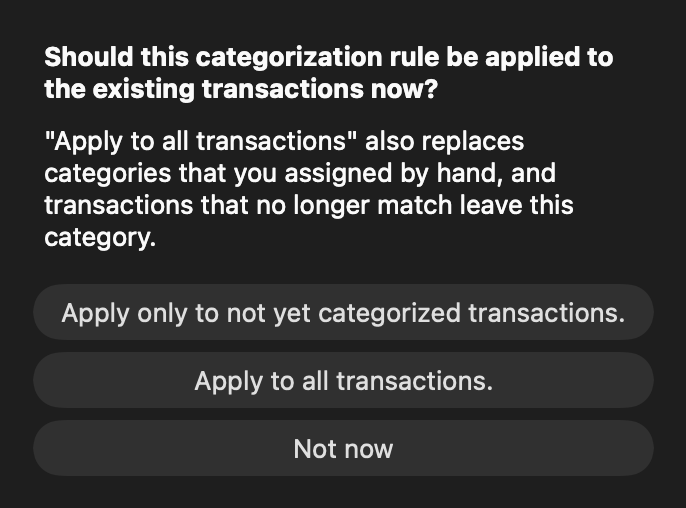 Should this categorization rule be applied to
the existing transactions now?
"Apply to all transactions" also replaces
categories that you assigned by hand, and
transactions that no longer match leave this
category.
Apply only to not yet categorized transactions.
Apply to all transactions.
Not now